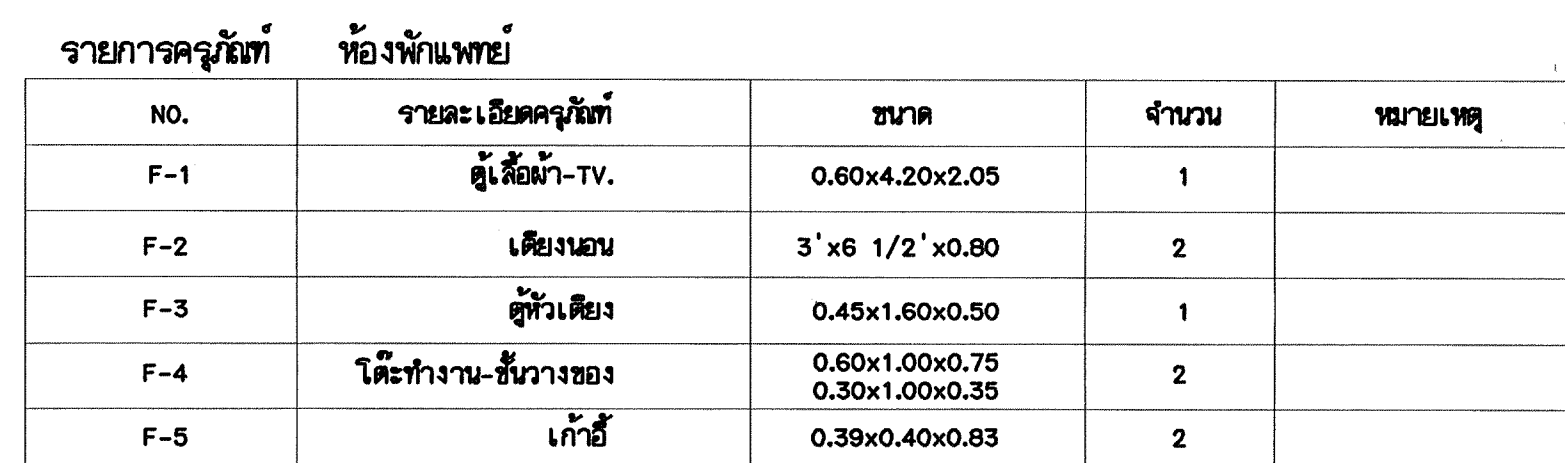 รายการครุภัณฑ์ ห้องพักแพทย์
NO. รายละเอียดครุภัณฑ์ ขนาด จำนวน หมายเหตุ
F-1 ตู้เสื้อผ้า-TV. 0.60x4.20x2.05 1
F-2 เตียงนอน 3'x6 1/2'x0.80 2
F-3 ตู้หัวเตียง 0.45x1.60x0.50 1
F-4 โต๊ะทำงาน-ชั้นวางของ 0.60x1.00x0.75 2
0.30x1.00x0.35
F-5 เก้าอี้ 0.39x0.40x0.83 2